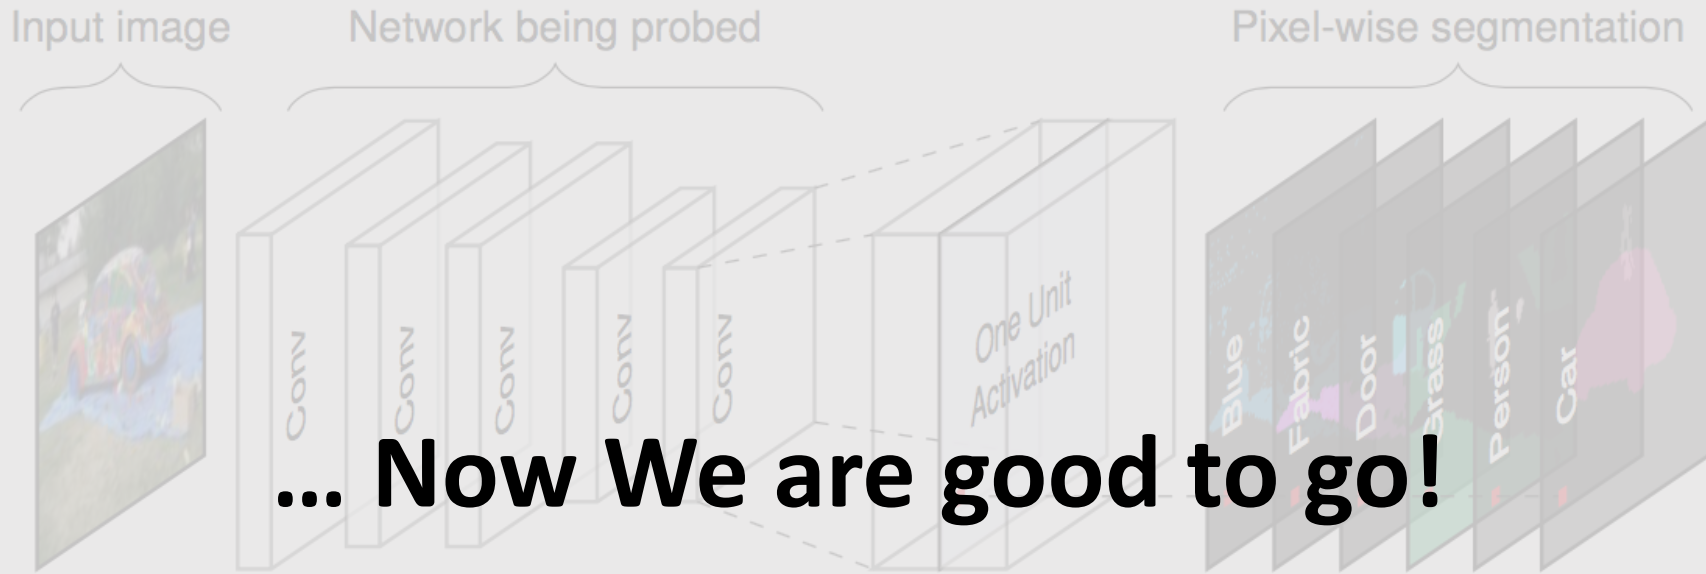 Input image
Network being probed
Pixel-wise segmentation
Conv
Conv
Conv
Conv
Conv
One Unit
Activation
Blue
Fabric
Door
Grass
Person
Car
... Now We are good to go!